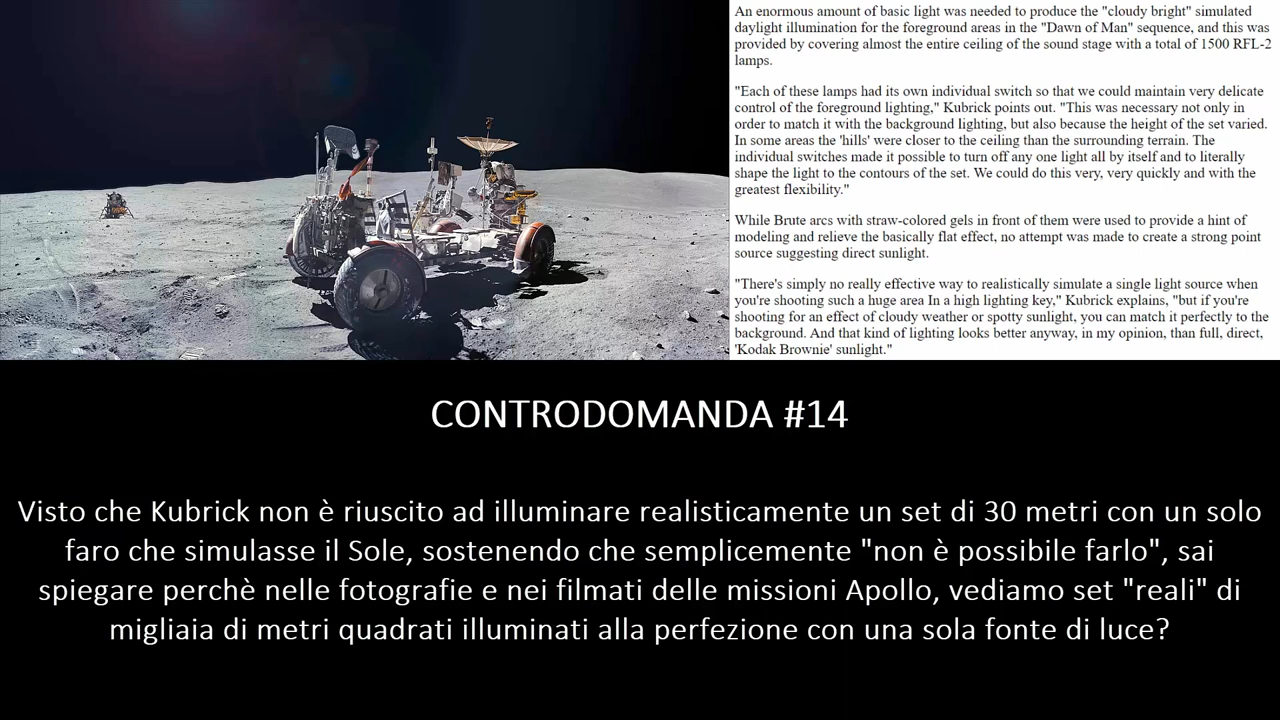 An enormous amount of basic light was needed to produce the "cloudy bright" simulated
daylight illumination for the foreground areas in the "Dawn of Man" sequence, and this was
provided by covering almost the entire ceiling of the sound stage with a total of 1500 RFL-2
lamps.
"Each of these lamps had its own individual switch so that we could maintain very delicate
control of the foreground lighting," Kubrick points out. "This was necessary not only in
order to match it with the background lighting, but also because the height of the set varied.
In some areas the 'hills' were closer to the ceiling than the surrounding terrain. The
individual switches made it possible to turn off any one light all by itself and to literally
shape the light to the contours of the set. We could do this very, very quickly and with the
greatest flexibility."
While Brute arcs with straw-colored gels in front of them were used to provide a hint of
modeling and relieve the basically flat effect, no attempt was made to create a strong point
source suggesting direct sunlight.
"There's simply no really effective way to realistically simulate a single light source when
you're shooting such a huge area In a high lighting key," Kubrick explains, "but if you're
shooting for an effect of cloudy weather or spotty sunlight, you can match it perfectly to the
background. And that kind of lighting looks better anyway, in my opinion, than full, direct,
'Kodak Brownie' sunlight."
CONTRODOMANDA #14
Visto che Kubrick non è riuscito ad illuminare realisticamente un set di 30 metri con un solo
faro che simulasse il Sole, sostenendo che semplicemente "non è possibile farlo", sai
spiegare perchè nelle fotografie e nei filmati delle missioni Apollo, vediamo set "reali" di
migliaia di metri quadrati illuminati alla perfezione con una sola fonte di luce?